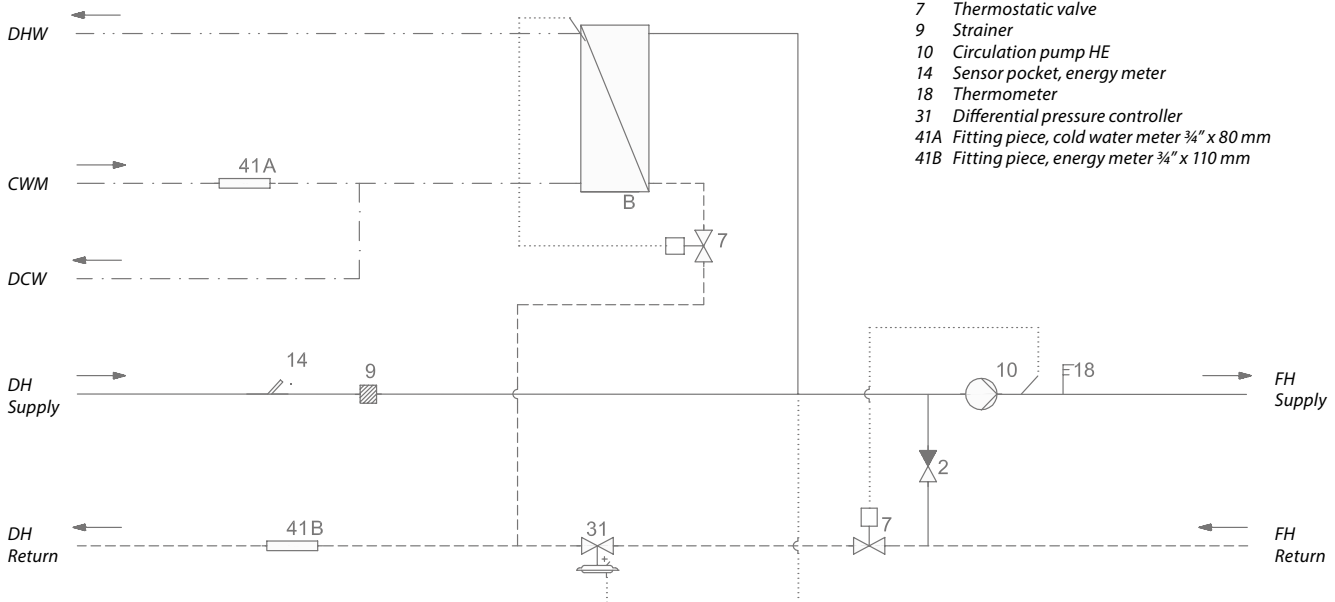 DHW
CWM
DCW
DH
Supply
DH
Return
41A
B
7
14
9
10
18
FH
Supply
2
41B
31
7
FH
Return
7 Thermostatic valve
9 Strainer
10 Circulation pump HE
14 Sensor pocket, energy meter
18 Thermometer
31 Differential pressure controller
41A Fitting piece, cold water meter ¾" x 80 mm
41B Fitting piece, energy meter ¾" x 110 mm
+